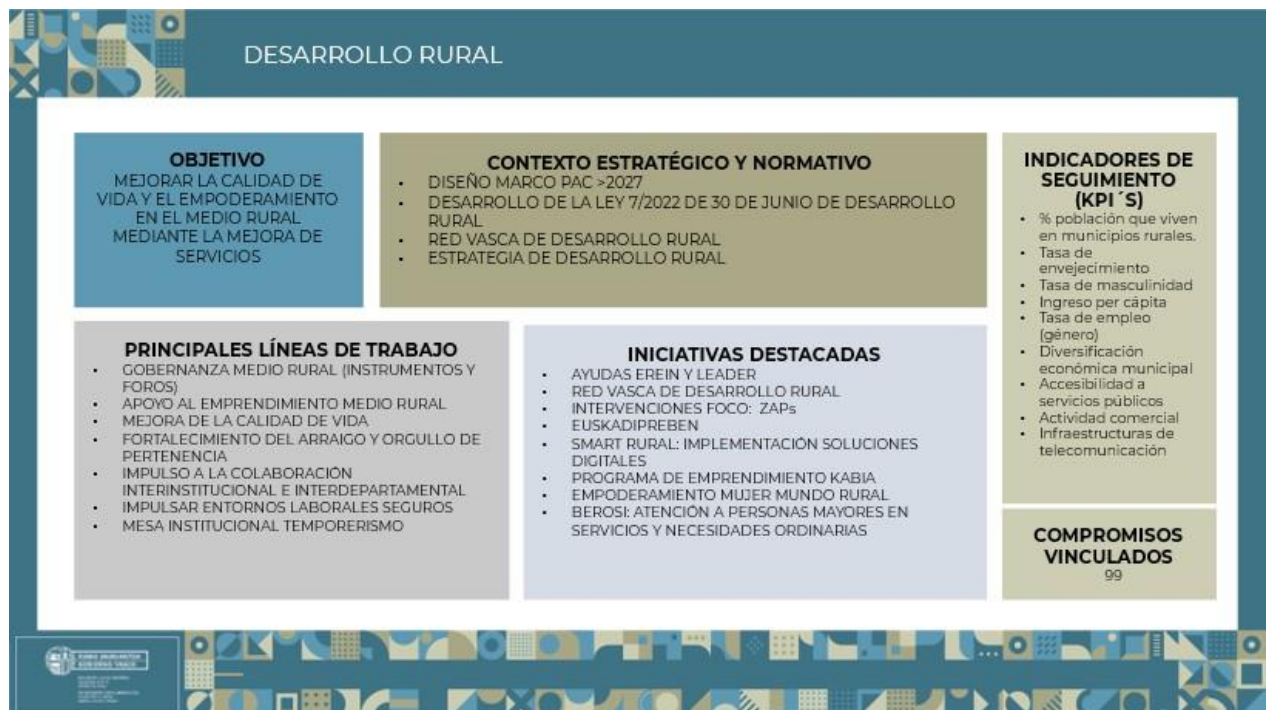 DESARROLLO RURAL
OBJETIVO
MEJORAR LA CALIDAD DE
VIDA Y EL EMPODERAMIENTO
EN EL MEDIO RURAL
MEDIANTE LA MEJORA DE
SERVICIOS
CONTEXTO ESTRATÉGICO Y NORMATIVO
• DISEÑO MARCO PAC >2027
• DESARROLLO DE LA LEY 7/2022 DE 30 DE JUNIO DE DESARROLLO
RURAL
• RED VASCA DE DESARROLLO RURAL
• ESTRATEGIA DE DESARROLLO RURAL
PRINCIPALES LÍNEAS DE TRABAJO
• GOBERNANZA MEDIO RURAL (INSTRUMENTOS Y
FOROS)
• APOYO AL EMPRENDIMIENTO MEDIO RURAL
• MEJORA DE LA CALIDAD DE VIDA
• FORTALECIMIENTO DEL ARRAIGO Y ORGULLO DE
PERTENENCIA
• IMPULSO A LA COLABORACIÓN
INTERINSTITUCIONAL E INTERDEPARTAMENTAL
• IMPULSAR ENTORNOS LABORALES SEGUROS
• MESA INSTITUCIONAL TEMPORERISMO
INICIATIVAS DESTACADAS
• AYUDAS EREIN Y LEADER
• RED VASCA DE DESARROLLO RURAL
• INTERVENCIONES FOCO: ZAPs
• EUSKADIPREBEN
• SMART RURAL: IMPLEMENTACIÓN SOLUCIONES
DIGITALES
• PROGRAMA DE EMPRENDIMIENTO KABIA
• EMPODERAMIENTO MUJER MUNDO RURAL
• BEROSI: ATENCIÓN A PERSONAS MAYORES EN
SERVICIOS Y NECESIDADES ORDINARIAS
INDICADORES DE
SEGUIMIENTO
(KPI´S)
• % población que viven
en municipios rurales.
• Tasa de
envejecimiento
• Tasa de masculinidad
• Ingreso per cápita
• Tasa de empleo
(género)
• Diversificación
económica municipal
• Accesibilidad a
servicios públicos
• Actividad comercial
• Infraestructuras de
telecomunicación
COMPROMISOS
VINCULADOS
99
EUSKO JAURLARITZA
GOBIERNO VASCO